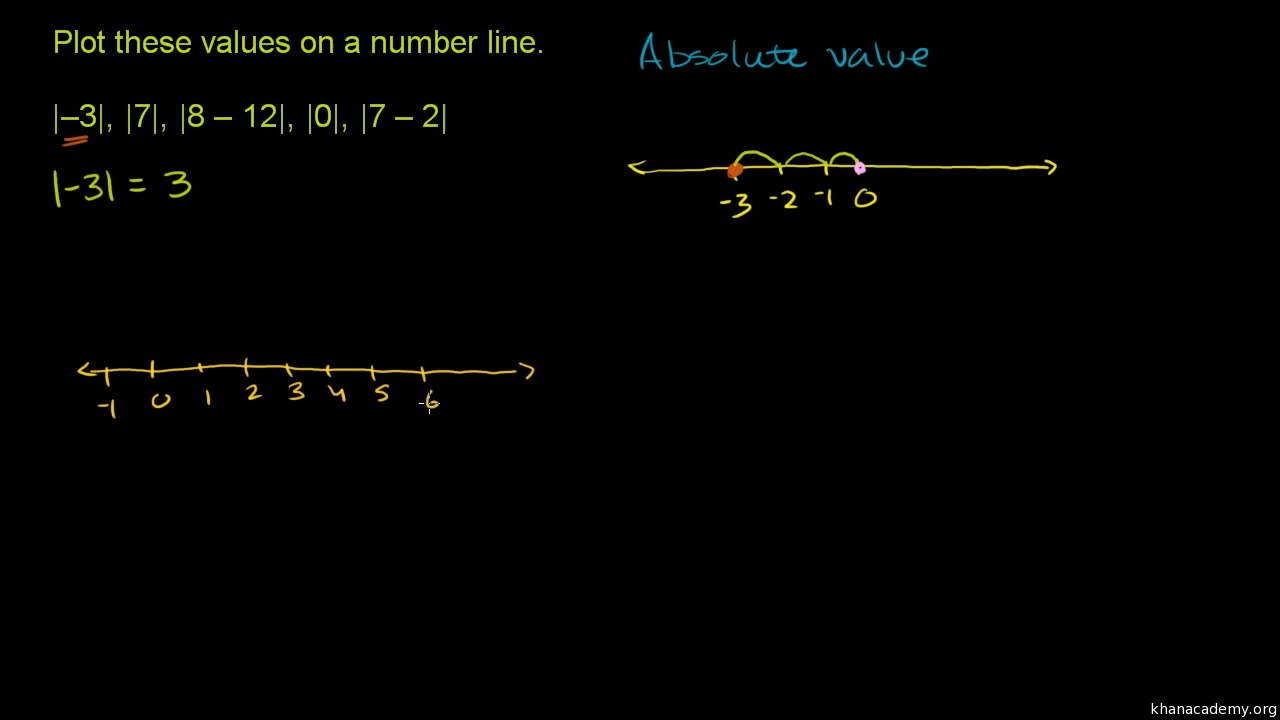 Plot these values on a number line.
Absolute value
|–3|, |7|, |8 – 12|, |0|, |7 – 2|
|-3| = 3
-3 -2 -1 0
-1 0 1 2 3 4 5 6
khanacademy.org